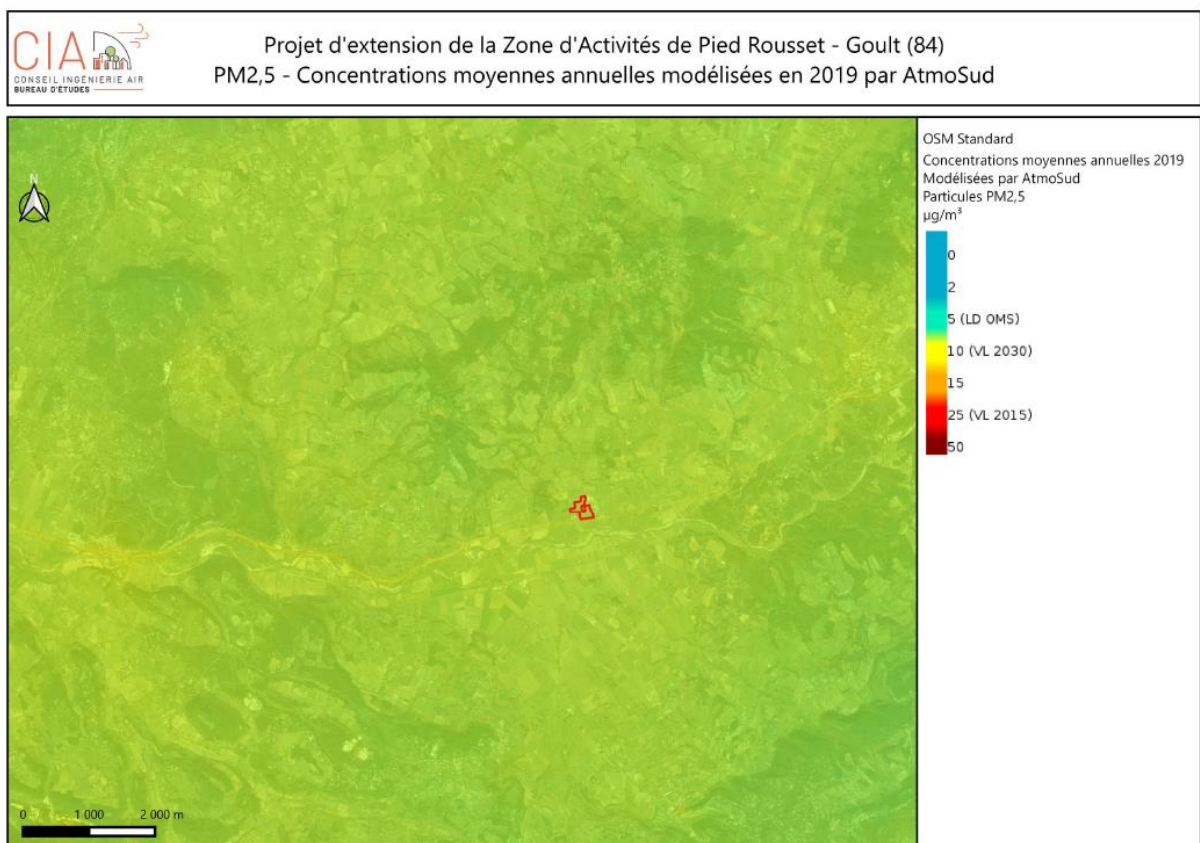 CIA
CONSEIL INGÉNIERIE AIR
BUREAU D'ÉTUDES
Projet d'extension de la Zone d'Activités de Pied Rousset - Goult (84)
PM2,5 - Concentrations moyennes annuelles modélisées en 2019 par AtmoSud
N
0 1 000 2 000 m
OSM Standard
Concentrations moyennes annuelles 2019
Modélisées par AtmoSud
Particules PM2,5
µg/m³
0
2
5 (LD OMS)
10 (VL 2030)
15
25 (VL 2015)
50